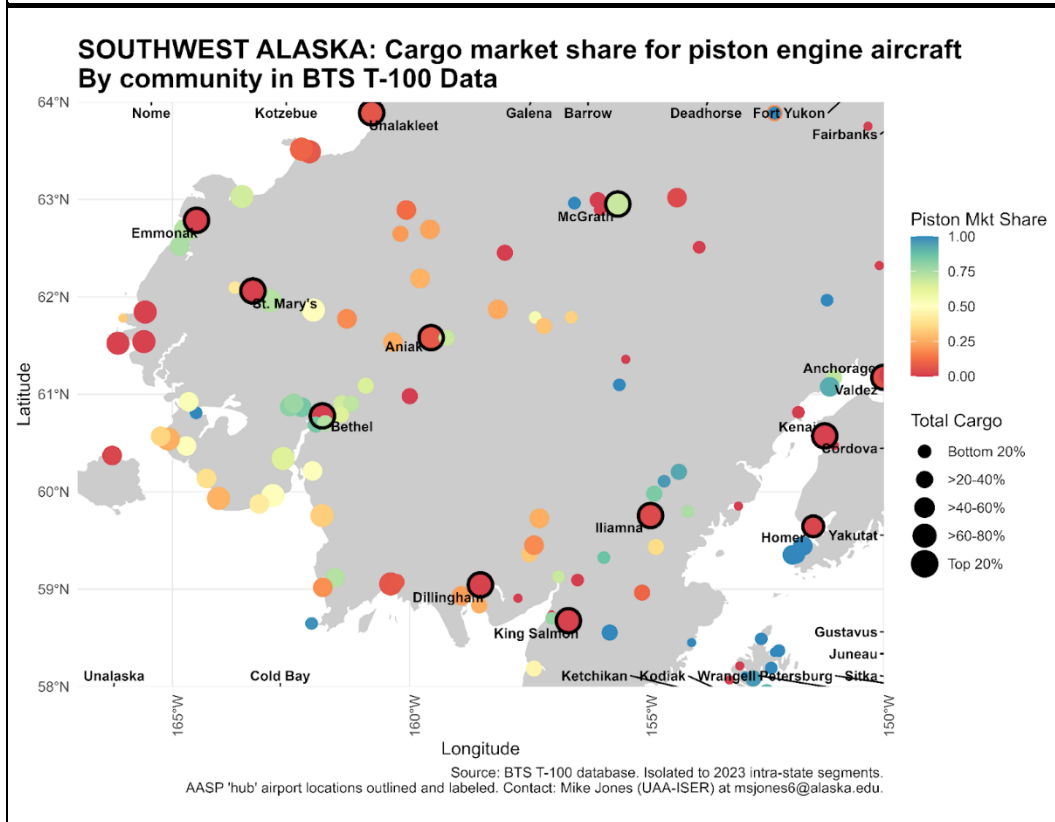 SOUTHWEST ALASKA: Cargo market share for piston engine aircraft
By community in BTS T-100 Data
64°N
63°N
62°N
61°N
60°N
59°N
58°N
Latitude
Nome
Kotzebue
Unalakleet
Galena
Barrow
Deadhorse
Fort Yukon
Fairbanks
McGrath
Emmonak
St. Mary's
Aniak
Anchorage
Valdez
Bethel
Kenai
Cordova
Iliamna
Homer
Yakutat
Dillingham
King Salmon
Gustavus
Juneau
Unalaska
Cold Bay
Ketchikan
Kodiak
Wrangell
Petersburg
Sitka
165°W
160°W
155°W
150°W
Longitude
Piston Mkt Share
1.00
0.75
0.50
0.25
0.00
Total Cargo
Bottom 20%
>20-40%
>40-60%
>60-80%
Top 20%
Source: BTS T-100 database. Isolated to 2023 intra-state segments.
AASP 'hub' airport locations outlined and labeled. Contact: Mike Jones (UAA-ISER) at msjones6@alaska.edu.